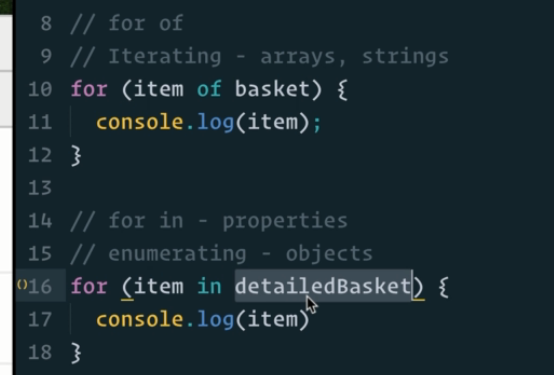 8 // for of
9 // Iterating - arrays, strings
10 for (item of basket) {
11 console.log(item);
12 }
13
14 // for in - properties
15 // enumerating - objects
16 for (item in detailedBasket) {
17 console.log(item)
18 }